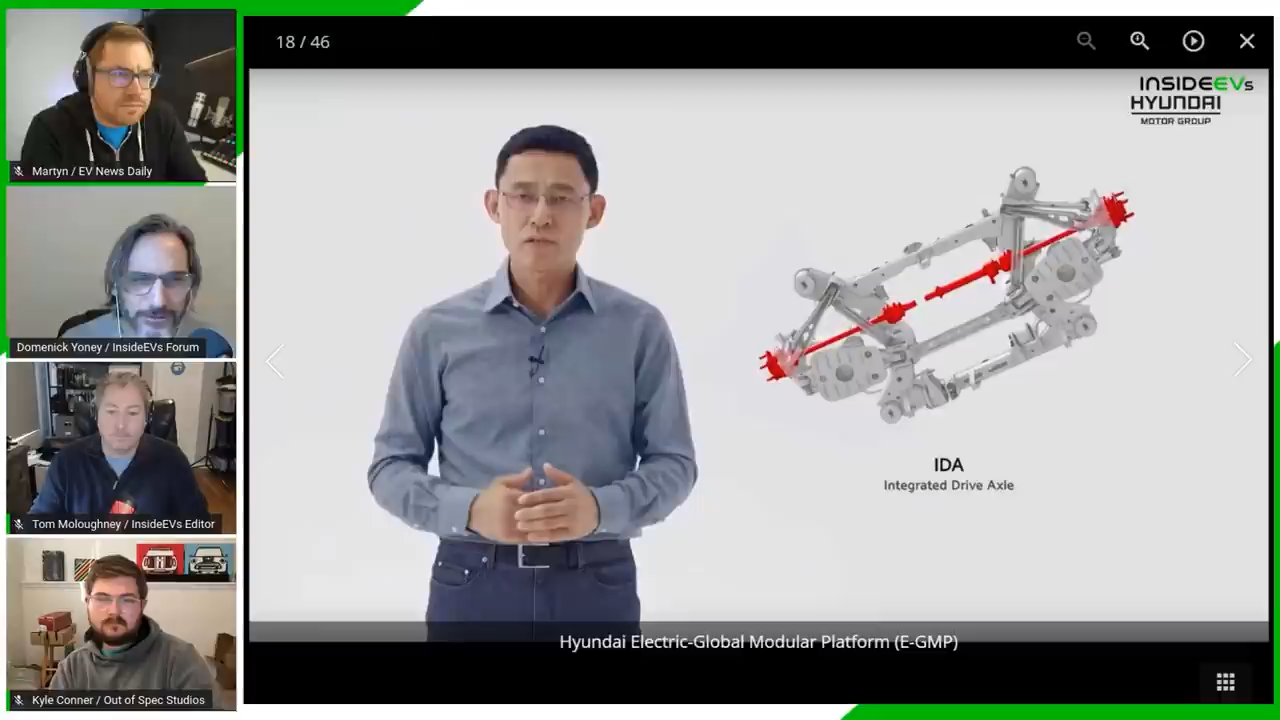 Martyn / EV News Daily
Domenick Yoney / InsideEVs Forum
Tom Moloughney / InsideEVs Editor
Kyle Conner / Out of Spec Studios
18 / 46
INSIDEEVs
HYUNDAI
MOTOR GROUP
IDA
Integrated Drive Axle
Hyundai Electric-Global Modular Platform (E-GMP)